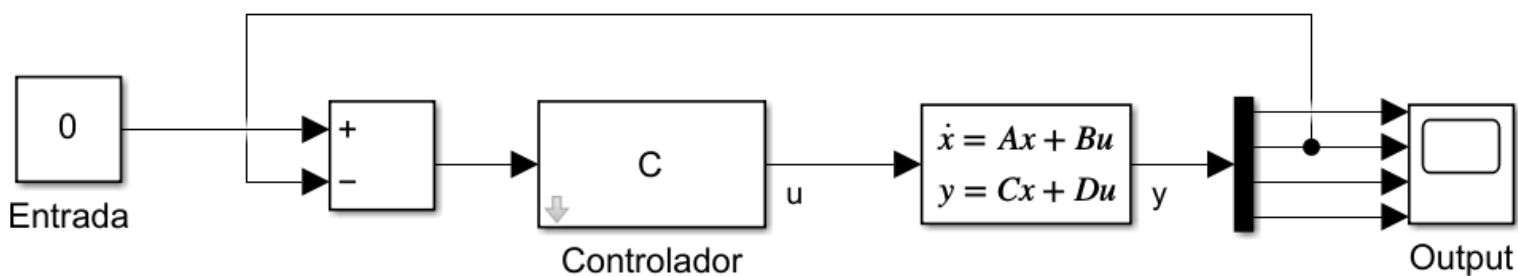 0
Entrada
+
−
C
Controlador
u
ẋ = Ax + Bu
y = Cx + Du
y
Output